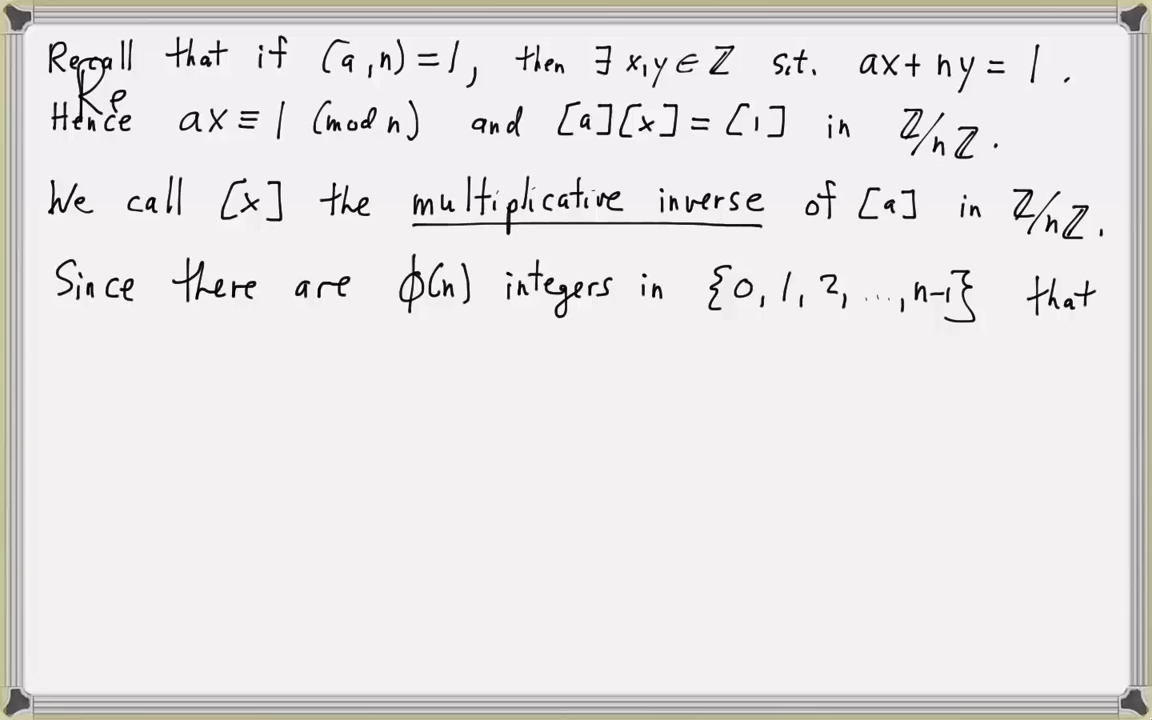 Recall that if (a,n)=1, then ∃ x,y ∈ ℤ s.t. ax + ny = 1.
Re
Hence ax ≡ 1 (mod n) and [a][x] = [1] in ℤ/nℤ.
We call [x] the multiplicative inverse of [a] in ℤ/nℤ.
Since there are ϕ(n) integers in {0, 1, 2, ..., n-1} that